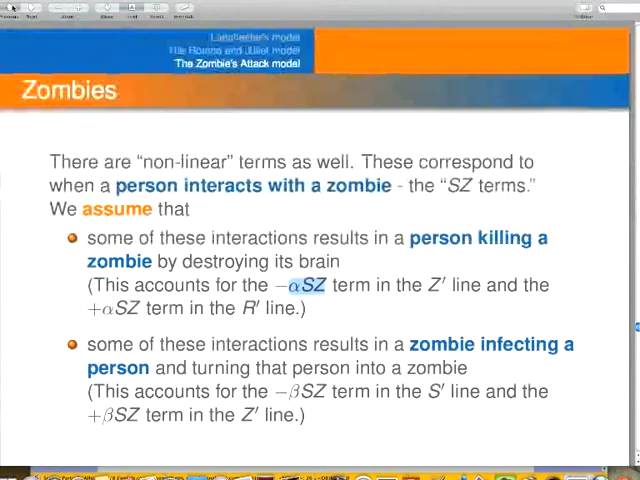 Lanchester's model
The Romeo and Juliet model
The Zombie's Attack model
Zombies
There are “non-linear” terms as well. These correspond to
when a person interacts with a zombie - the “SZ terms.”
We assume that
some of these interactions results in a person killing a
zombie by destroying its brain
(This accounts for the −αSZ term in the Z′ line and the
+αSZ term in the R′ line.)
some of these interactions results in a zombie infecting a
person and turning that person into a zombie
(This accounts for the −βSZ term in the S′ line and the
+βSZ term in the Z′ line.)